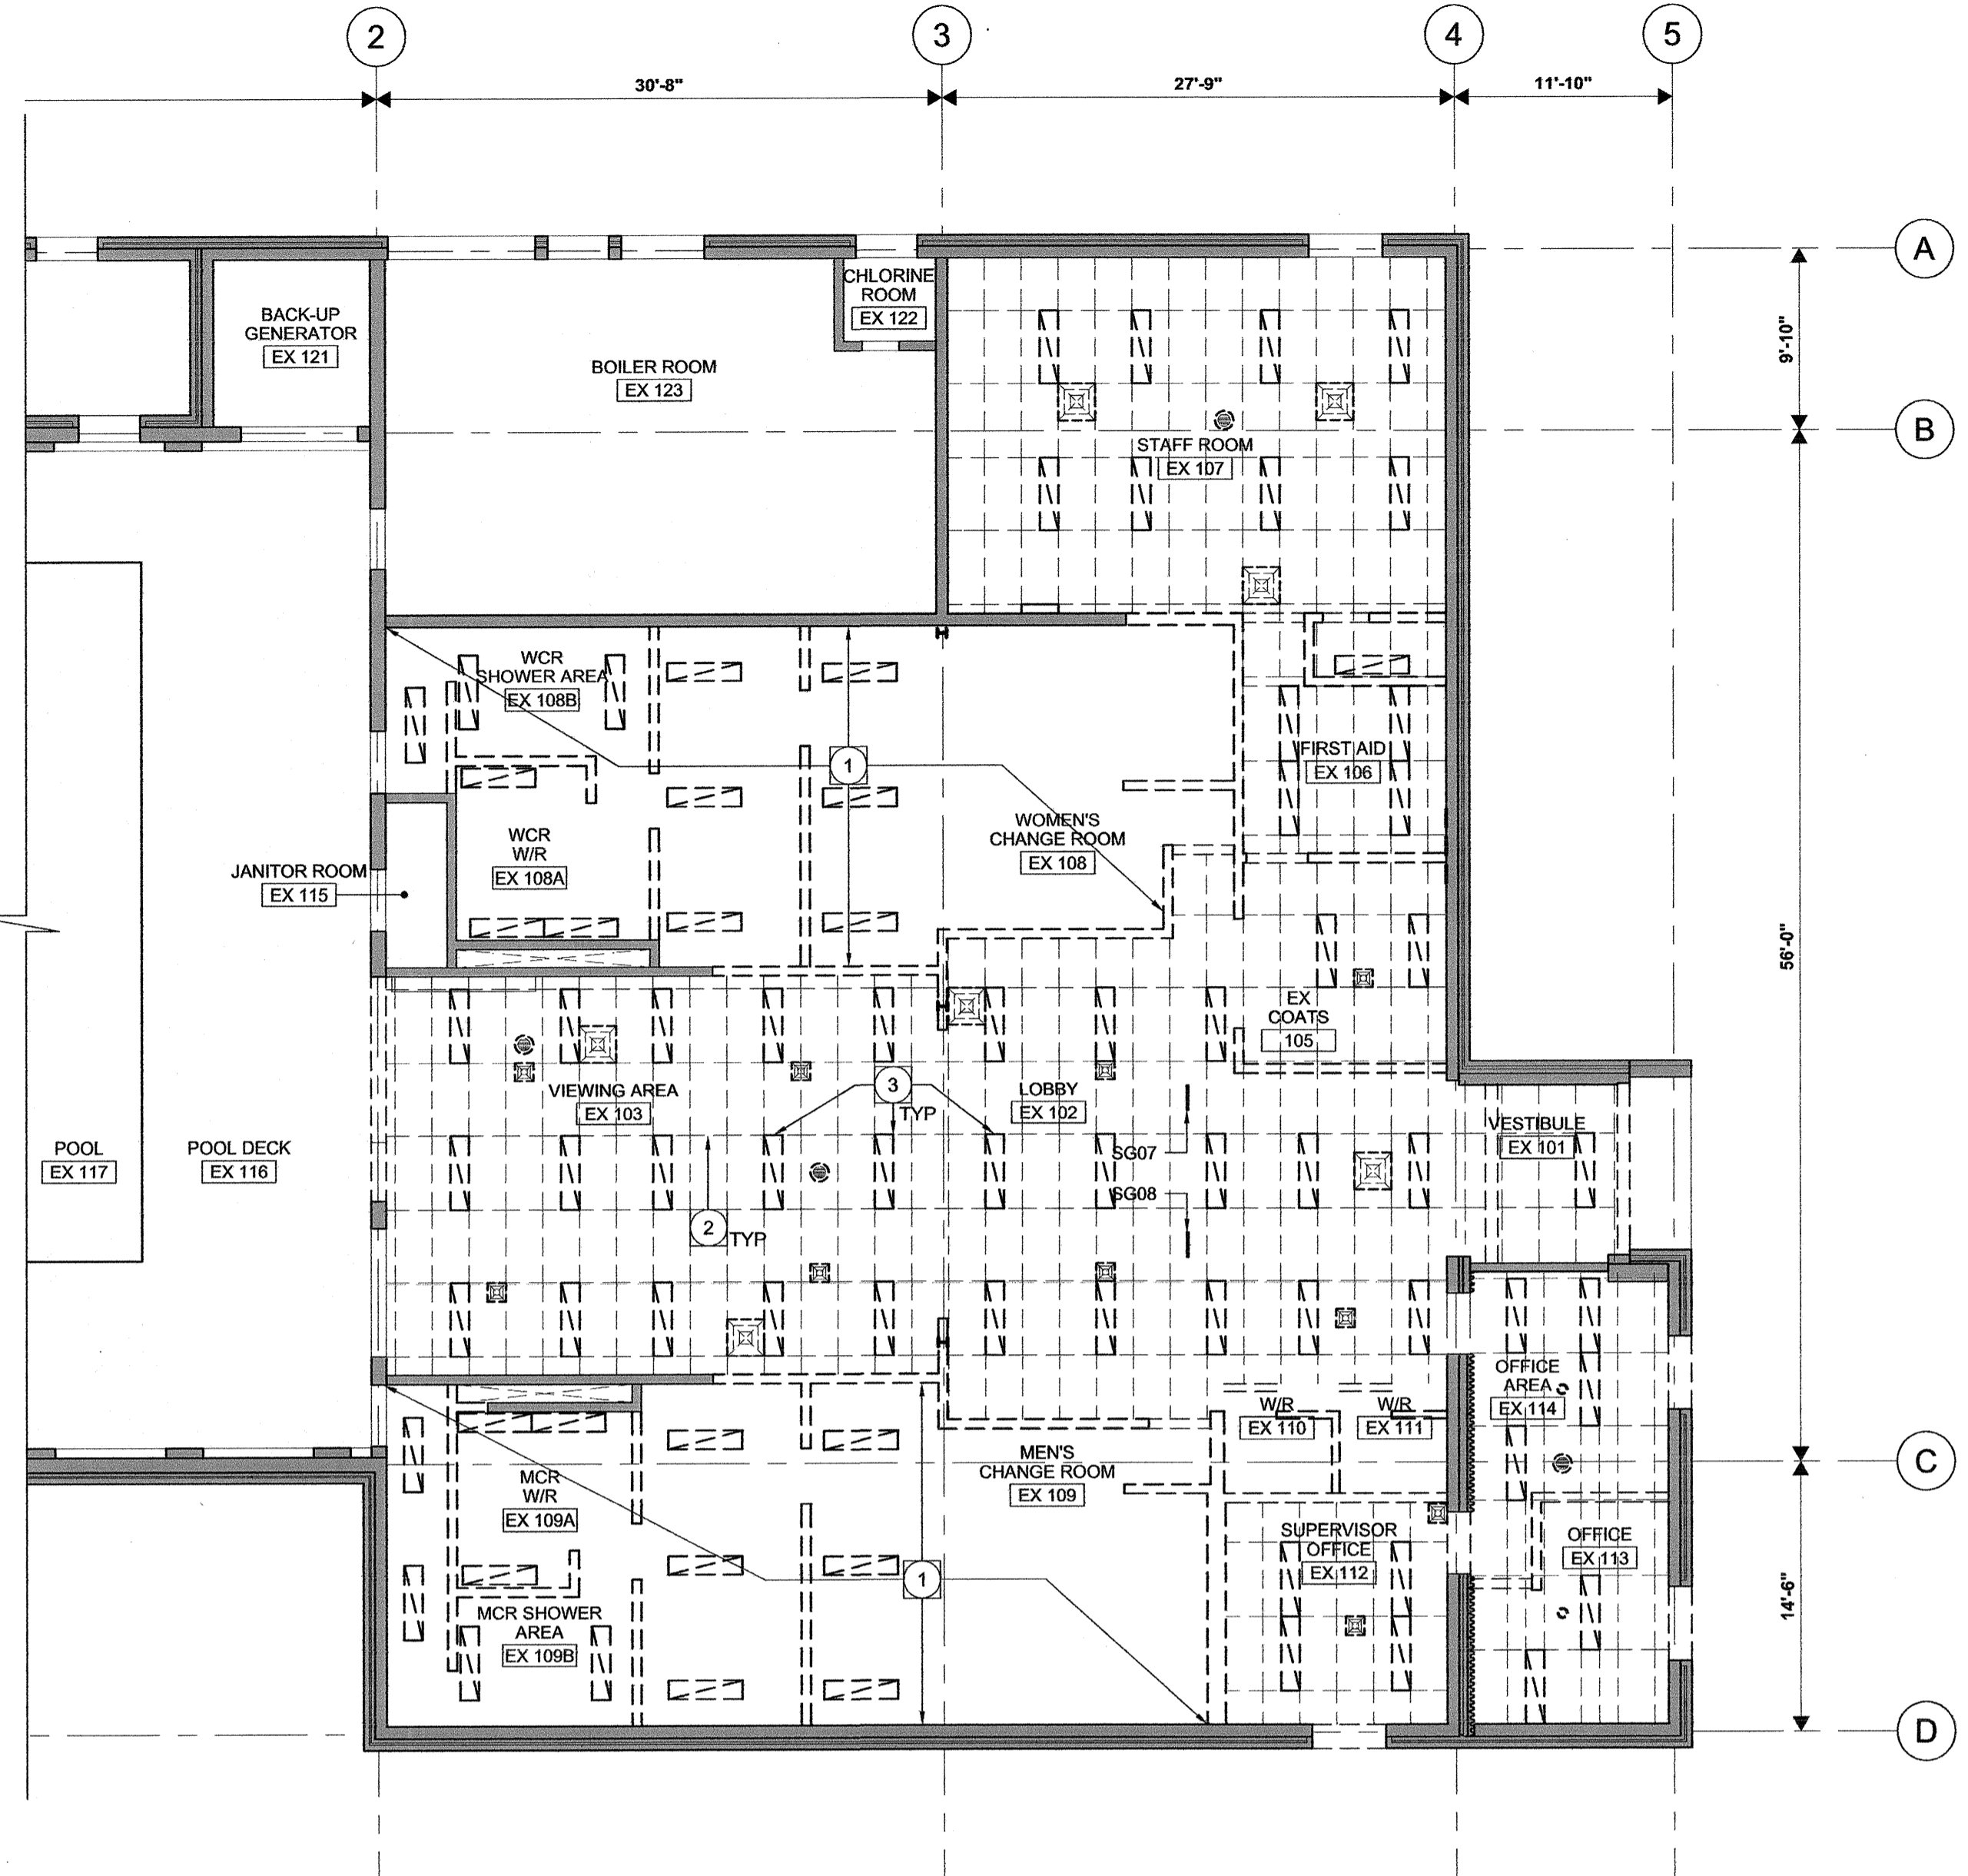 2
3
4
5
30'-8"
27'-9"
11'-10"
A
9'-10"
B
56'-0"
C
14'-6"
D
BACK-UP
GENERATOR
EX 121
CHLORINE
ROOM
EX 122
BOILER ROOM
EX 123
STAFF ROOM
EX 107
WCR
SHOWER AREA
EX 108B
FIRST AID
EX 106
1
WCR
W/R
EX 108A
WOMEN'S
CHANGE ROOM
EX 108
JANITOR ROOM
EX 115
EX
COATS
105
VIEWING AREA
EX 103
3
TYP
LOBBY
EX 102
VESTIBULE
EX 101
POOL
EX 117
POOL DECK
EX 116
SG07
SG08
2
TYP
OFFICE
AREA
EX 114
W/R
EX 110
W/R
EX 111
MEN'S
CHANGE ROOM
EX 109
MCR
W/R
EX 109A
SUPERVISOR
OFFICE
EX 112
OFFICE
EX 113
1
MCR SHOWER
AREA
EX 109B